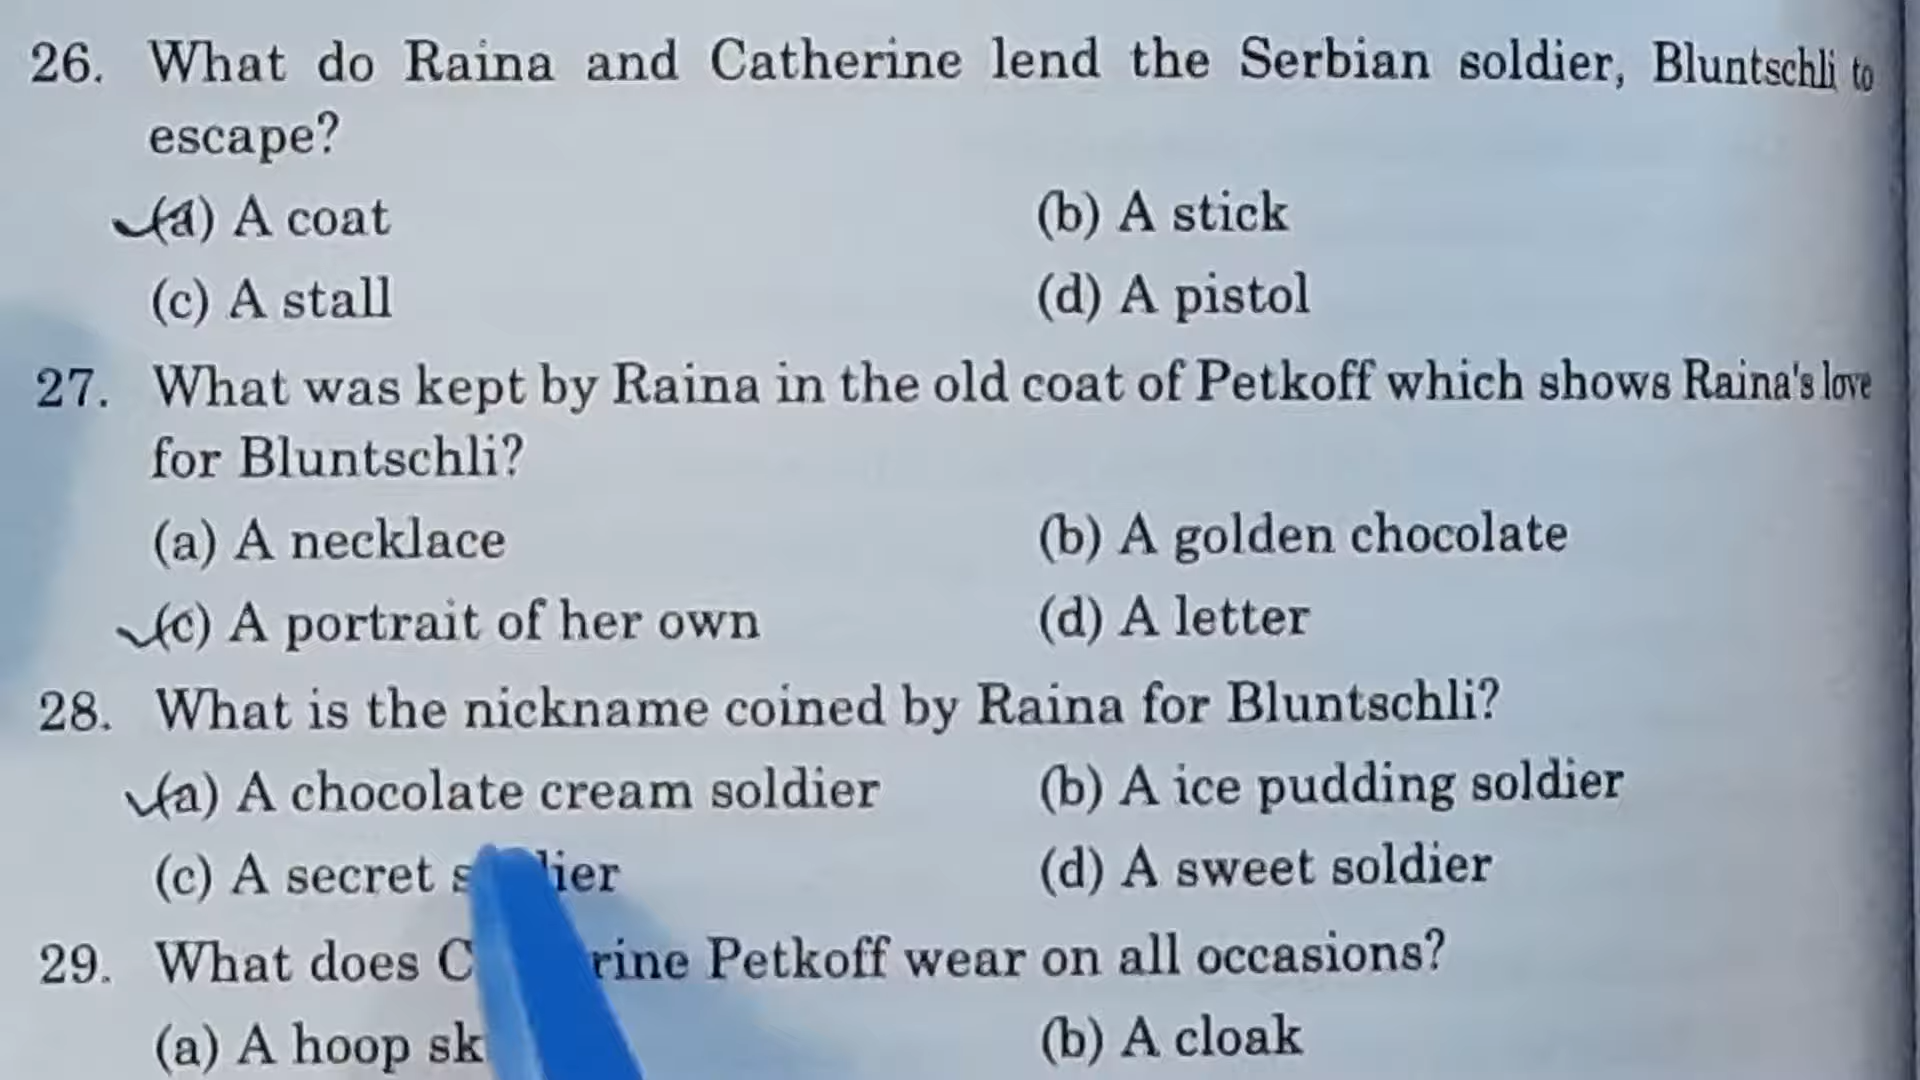 26. What do Raina and Catherine lend the Serbian soldier, Bluntschli to
escape?
(a) A coat (b) A stick
(c) A stall (d) A pistol
27. What was kept by Raina in the old coat of Petkoff which shows Raina's love
for Bluntschli?
(a) A necklace (b) A golden chocolate
(c) A portrait of her own (d) A letter
28. What is the nickname coined by Raina for Bluntschli?
(a) A chocolate cream soldier (b) A ice pudding soldier
(c) A secret (d) A sweet soldier
29. What does Petkoff wear on all occasions?
(a) A hoop (b) A cloak